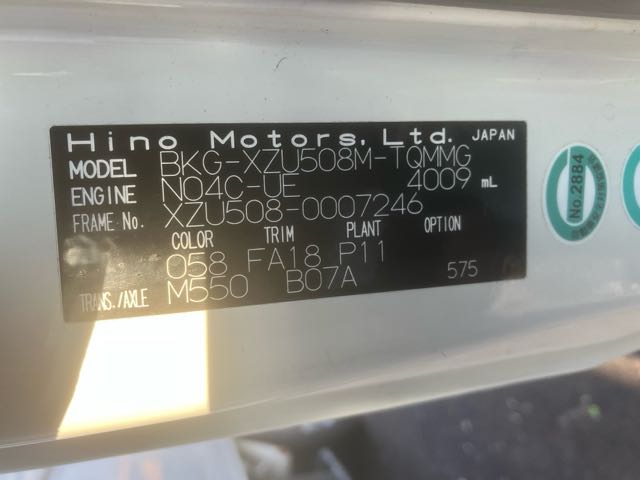 Hino Motors, Ltd. JAPAN
MODEL BKG-XZU508M-TQMMG
ENGINE N04C-UE 4009 mL
FRAME No. XZU508-0007246
COLOR TRIM PLANT OPTION
058 FA18 P11
TRANS./AXLE M550 B07A 575
No.2884